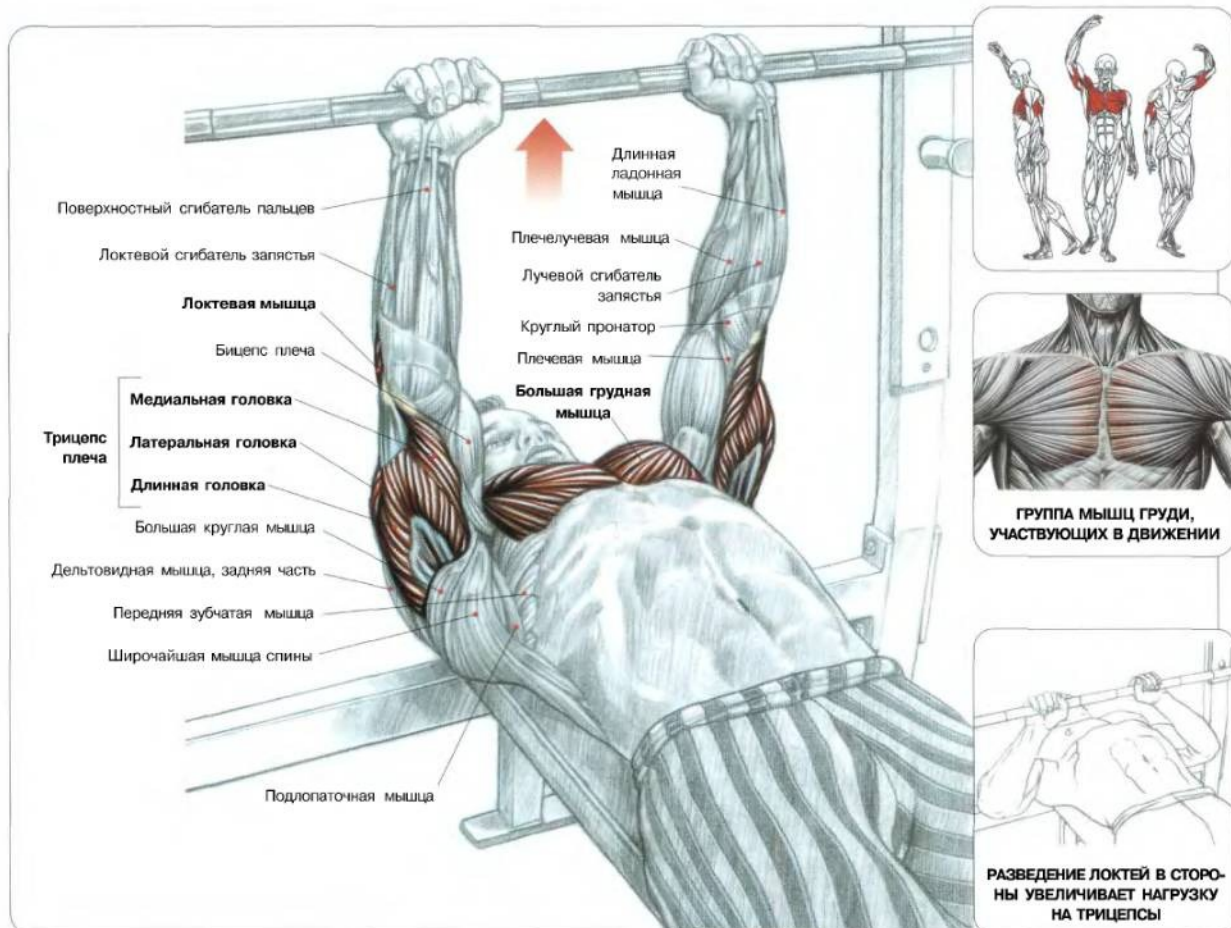 Поверхностный сгибатель пальцев
Локтевой сгибатель запястья
Локтевая мышца
Бицепс плеча
Трицепс
плеча
Медиальная головка
Латеральная головка
Длинная головка
Большая круглая мышца
Дельтовидная мышца, задняя часть
Передняя зубчатая мышца
Широчайшая мышца спины
Подлопаточная мышца
Длинная
ладонная
мышца
Плечелучевая мышца
Лучевой сгибатель
запястья
Круглый пронатор
Плечевая мышца
Большая грудная
мышца
ГРУППА МЫШЦ ГРУДИ,
УЧАСТВУЮЩИХ В ДВИЖЕНИИ
РАЗВЕДЕНИЕ ЛОКТЕЙ В СТОРО-
НЫ УВЕЛИЧИВАЕТ НАГРУЗКУ
НА ТРИЦЕПСЫ